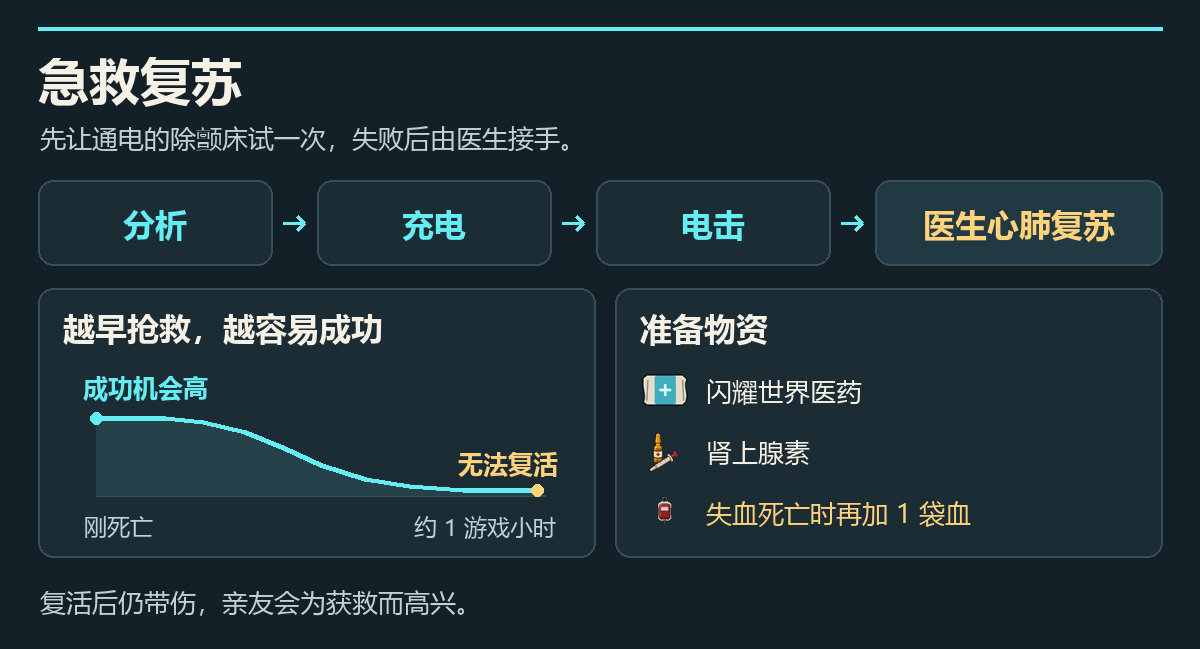 急救复苏
先让通电的除颤床试一次，失败后由医生接手。
分析 → 充电 → 电击 → 医生心肺复苏
越早抢救，越容易成功
成功机会高
无法复活
刚死亡
约 1 游戏小时
准备物资
闪耀世界医药
肾上腺素
失血死亡时再加 1 袋血
复活后仍带伤，亲友会为获救而高兴。